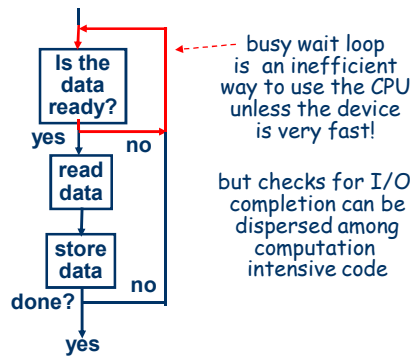 Is the
data
ready?
yes
no
read
data
store
data
no
done?
yes
busy wait loop
is an inefficient
way to use the CPU
unless the device
is very fast!
but checks for I/O
completion can be
dispersed among
computation
intensive code